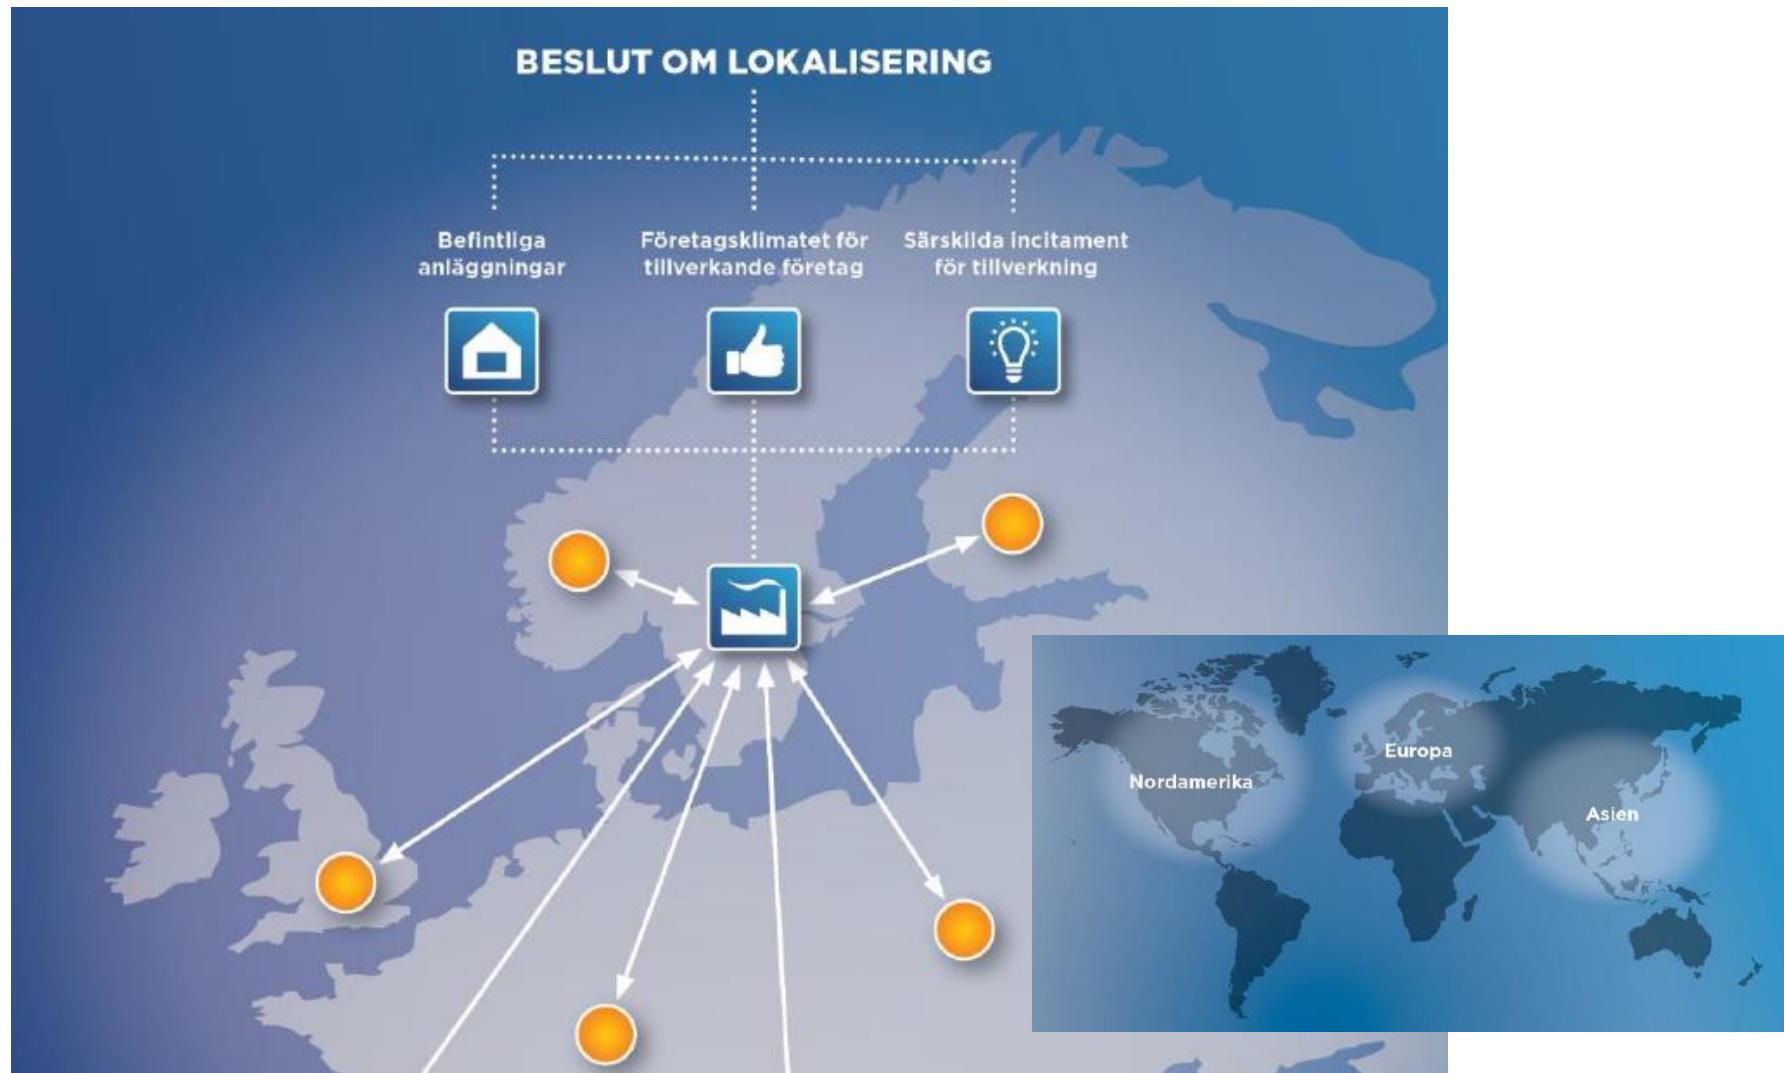 BESLUT OM LOKALISERING
Befintliga
anläggningar
Företagsklimatet för
tillverkande företag
Särskilda incitament
för tillverkning
Europa
Nordamerika
Asien